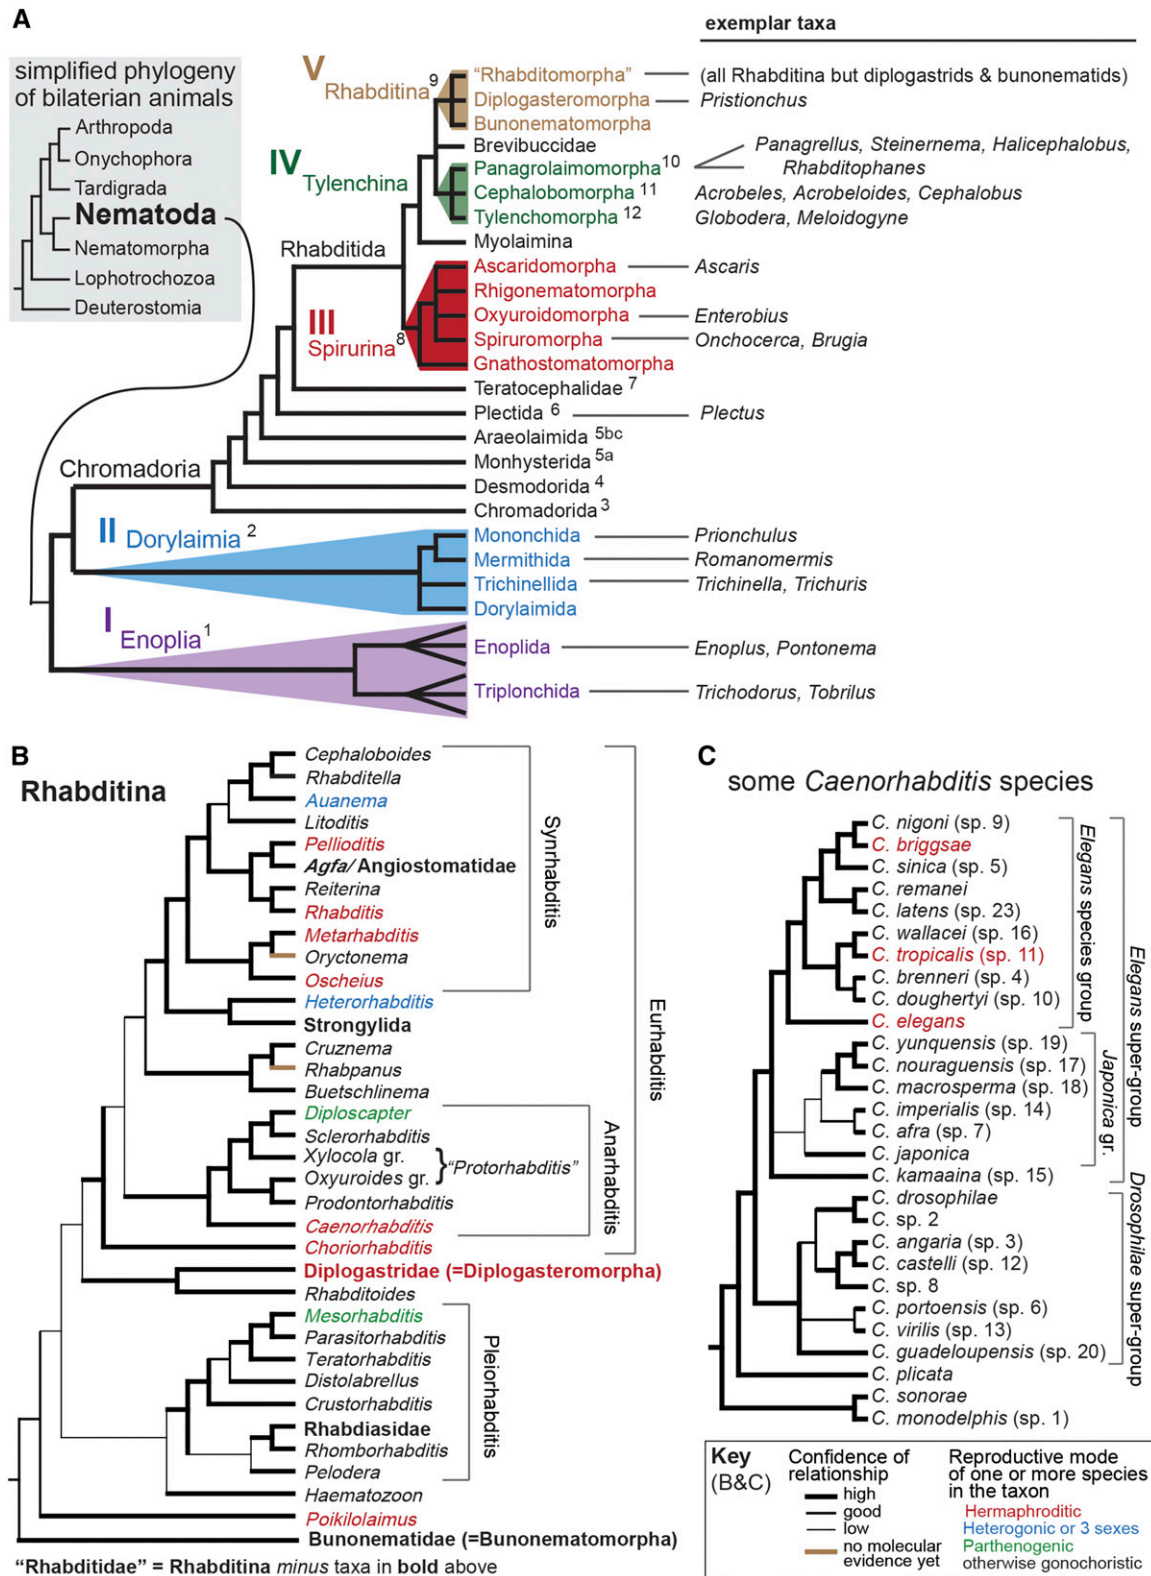 A
exemplar taxa
simplified phylogeny
of bilaterian animals
Arthropoda
Onychophora
Tardigrada
Nematoda
Nematomorpha
Lophotrochozoa
Deuterostomia
V
Rhabditina 9
"Rhabditomorpha"
(all Rhabditina but diplogastrids & bunonematids)
Diplogasteromorpha
Pristionchus
Bunonematomorpha
Brevibuccidae
IV
Tylenchina
Panagrolaimomorpha 10
Panagrellus, Steinernema, Halicephalobus,
Rhabditophanes
Cephalobomorpha 11
Acrobeles, Acrobeloides, Cephalobus
Tylenchomorpha 12
Globodera, Meloidogyne
Myolaimina
Rhabditida
III
Spirurina 8
Ascaridomorpha
Ascaris
Rhigonematomorpha
Oxyuroidomorpha
Enterobius
Spiruromorpha
Onchocerca, Brugia
Gnathostomatomorpha
Teratocephalidae 7
Plectida 6
Plectus
Araeolaimida 5bc
Monhysterida 5a
Desmodorida 4
Chromadorida 3
Chromadoria
II Dorylaimia 2
Mononchida
Prionchulus
Mermithida
Romanomermis
Trichinellida
Trichinella, Trichuris
Dorylaimida
I Enoplia 1
Enoplida
Enoplus, Pontonema
Triplonchida
Trichodorus, Tobrilus
B
Rhabditina
Cephaloboides
Rhabditella
Auanema
Litoditis
Pellioditis
Agfa/ Angiostomatidae
Reiterina
Rhabditis
Metarhabditis
Oryctonema
Oscheius
Heterorhabditis
Strongylida
Cruznema
Rhabpanus
Buetschlinema
Diploscapter
Sclerorhabditis
Xylocola gr.
Oxyuroides gr.
} "Protorhabditis"
Prodontorhabditis
Caenorhabditis
Choriorhabditis
Diplogastridae (=Diplogasteromorpha)
Rhabditoides
Mesorhabditis
Parasitorhabditis
Teratorhabditis
Distolabrellus
Crustorhabditis
Rhabdiasidae
Rhomborhabditis
Pelodera
Haematozoon
Poikilolaimus
Bunonematidae (=Bunonematomorpha)
Synrhabditis
Eurhabditis
Anarhabditis
Pleiorhabditis
"Rhabditidae" = Rhabditina minus taxa in bold above
C
some Caenorhabditis species
C. nigoni (sp. 9)
C. briggsae
C. sinica (sp. 5)
C. remanei
C. latens (sp. 23)
C. wallacei (sp. 16)
C. tropicalis (sp. 11)
C. brenneri (sp. 4)
C. doughertyi (sp. 10)
C. elegans
C. yunquensis (sp. 19)
C. nouraguensis (sp. 17)
C. macrosperma (sp. 18)
C. imperialis (sp. 14)
C. afra (sp. 7)
C. japonica
C. kamaaina (sp. 15)
C. drosophilae
C. sp. 2
C. angaria (sp. 3)
C. castelli (sp. 12)
C. sp. 8
C. portoensis (sp. 6)
C. virilis (sp. 13)
C. guadeloupensis (sp. 20)
C. plicata
C. sonorae
C. monodelphis (sp. 1)
Elegans species group
Japonica gr.
Elegans super-group
Drosophilae super-group
Key
(B&C)
Confidence of
relationship
high
good
low
no molecular
evidence yet
Reproductive mode
of one or more species
in the taxon
Hermaphroditic
Heterogonic or 3 sexes
Parthenogenic
otherwise gonochoristic